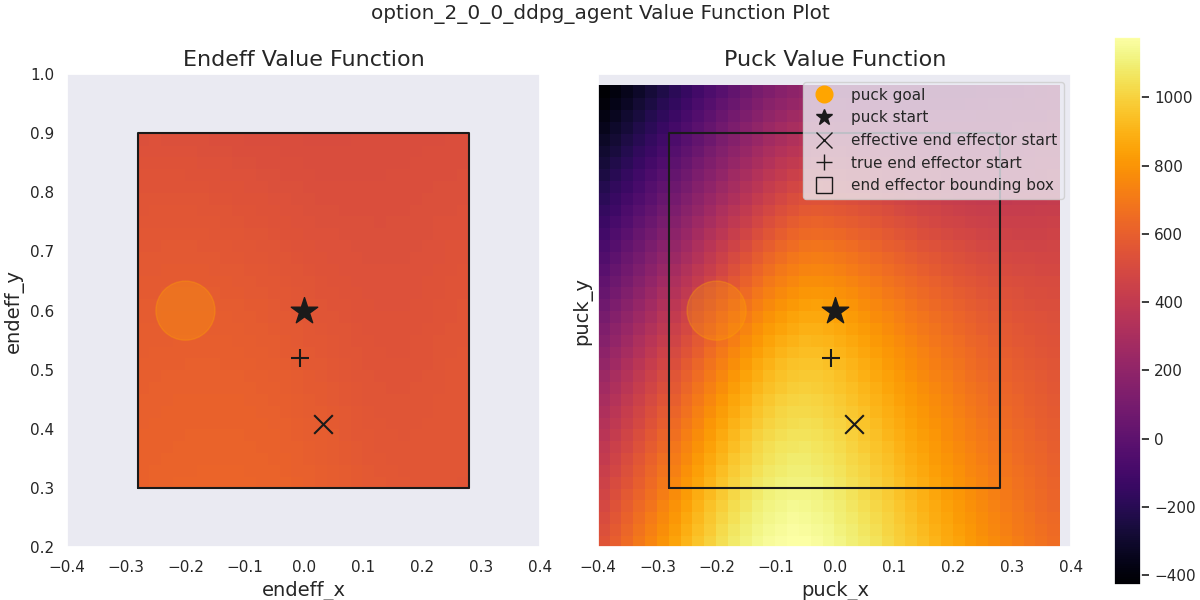 option_2_0_0_ddpg_agent Value Function Plot
Endeff Value Function
1.0
0.9
0.8
0.7
0.6
0.5
0.4
0.3
0.2
endeff_y
−0.4 −0.3 −0.2 −0.1 0.0 0.1 0.2 0.3 0.4
endeff_x
Puck Value Function
puck goal
puck start
effective end effector start
true end effector start
end effector bounding box
puck_y
−0.4 −0.3 −0.2 −0.1 0.0 0.1 0.2 0.3 0.4
puck_x
1000
800
600
400
200
0
−200
−400